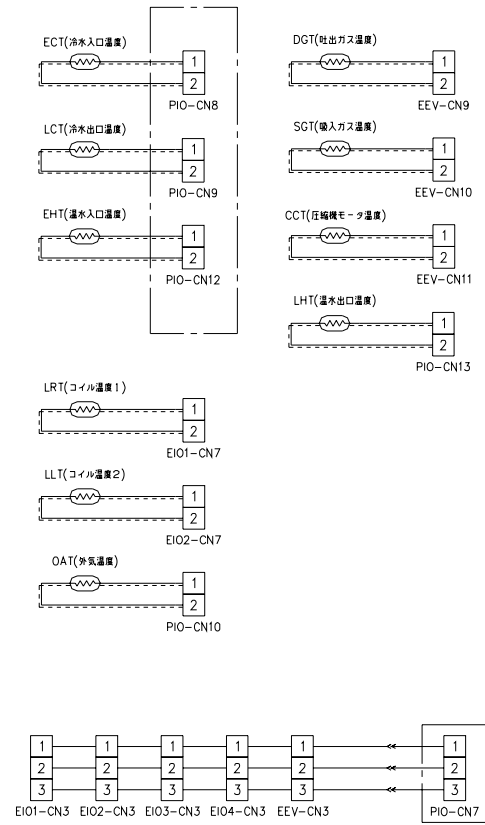 ECT(冷水入口温度)
1
2
PIO-CN8
LCT(冷水出口温度)
1
2
PIO-CN9
EHT(温水入口温度)
1
2
PIO-CN12
DGT(吐出ガス温度)
1
2
EEV-CN9
SGT(吸入ガス温度)
1
2
EEV-CN10
CCT(圧縮機モータ温度)
1
2
EEV-CN11
LHT(温水出口温度)
1
2
PIO-CN13
LRT(コイル温度1)
1
2
EIO1-CN7
LLT(コイル温度2)
1
2
EIO2-CN7
OAT(外気温度)
1
2
PIO-CN10
1 1 1 1 1 1
2 2 2 2 2 2
3 3 3 3 3 3
EIO1-CN3 EIO2-CN3 EIO3-CN3 EIO4-CN3 EEV-CN3 PIO-CN7